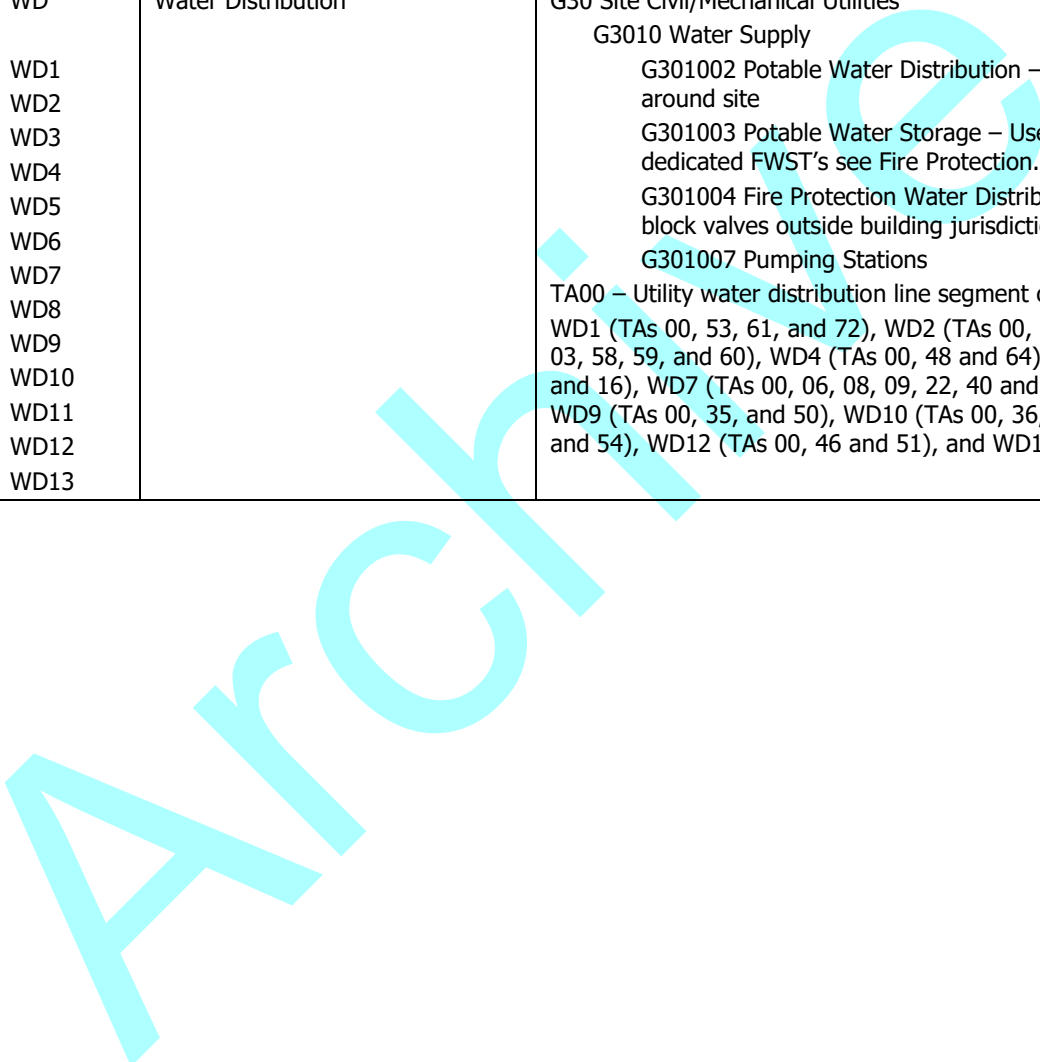 WD Water Distribution G30 Site Civil/Mechanical Utilities
G3010 Water Supply
WD1 G301002 Potable Water Distribution –
WD2 around site
WD3 G301003 Potable Water Storage – Use
WD4 dedicated FWST's see Fire Protection.
WD5 G301004 Fire Protection Water Distrib
WD6 block valves outside building jurisdicti
WD7 G301007 Pumping Stations
WD8 TA00 – Utility water distribution line segment
WD9 WD1 (TAs 00, 53, 61, and 72), WD2 (TAs 00,
WD10 03, 58, 59, and 60), WD4 (TAs 00, 48 and 64)
WD11 and 16), WD7 (TAs 00, 06, 08, 09, 22, 40 and
WD12 WD9 (TAs 00, 35, and 50), WD10 (TAs 00, 36,
WD13 and 54), WD12 (TAs 00, 46 and 51), and WD1
Archive